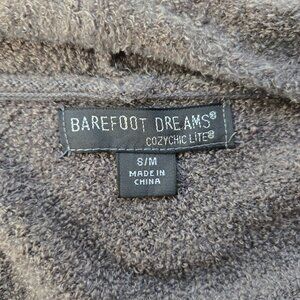 BAREFOOT DREAMS®
COZYCHIC LITE®
S/M
MADE IN
CHINA